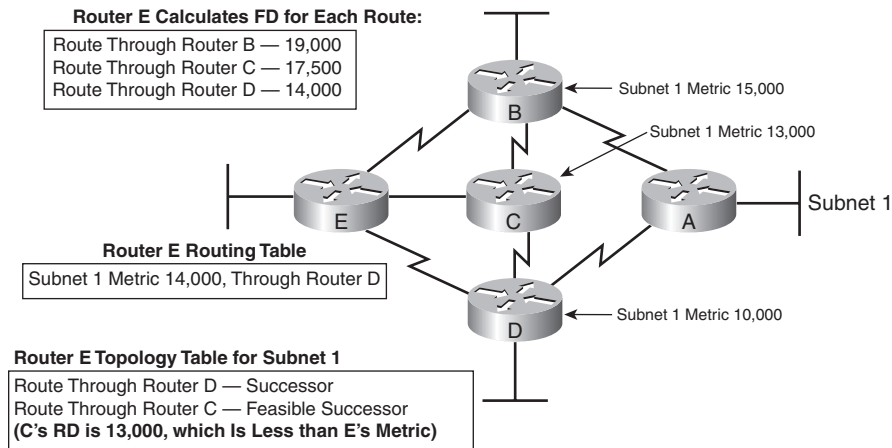 Router E Calculates FD for Each Route:
Route Through Router B — 19,000
Route Through Router C — 17,500
Route Through Router D — 14,000
B
Subnet 1 Metric 15,000
Subnet 1 Metric 13,000
E
C
A
Subnet 1
Router E Routing Table
Subnet 1 Metric 14,000, Through Router D
D
Subnet 1 Metric 10,000
Router E Topology Table for Subnet 1
Route Through Router D — Successor
Route Through Router C — Feasible Successor
(C's RD is 13,000, which Is Less than E's Metric)